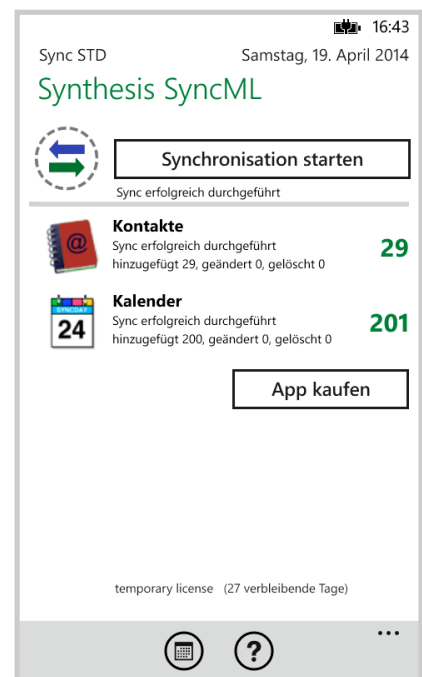 16:43
Sync STD Samstag, 19. April 2014
Synthesis SyncML
Synchronisation starten
Sync erfolgreich durchgeführt
Kontakte
Sync erfolgreich durchgeführt
hinzugefügt 29, geändert 0, gelöscht 0
29
@
Kalender
Sync erfolgreich durchgeführt
hinzugefügt 200, geändert 0, gelöscht 0
201
SYNCDAY
24
App kaufen
temporary license (27 verbleibende Tage)
?
...